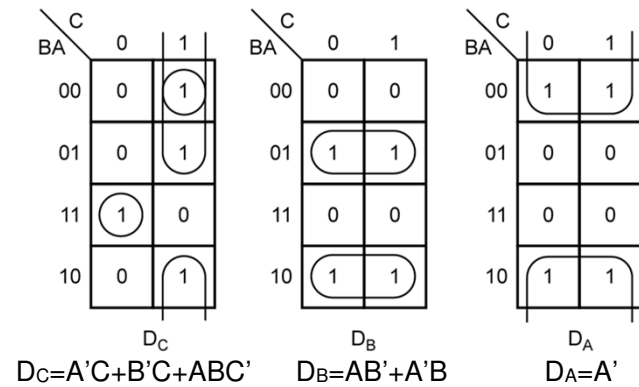 C C C
BA 0 1 BA 0 1 BA 0 1
00 0 1 00 0 0 00 1 1
01 0 1 01 1 1 01 0 0
11 1 0 11 0 0 11 0 0
10 0 1 10 1 1 10 1 1
DC DB DA
DC=A'C+B'C+ABC' DB=AB'+A'B DA=A'